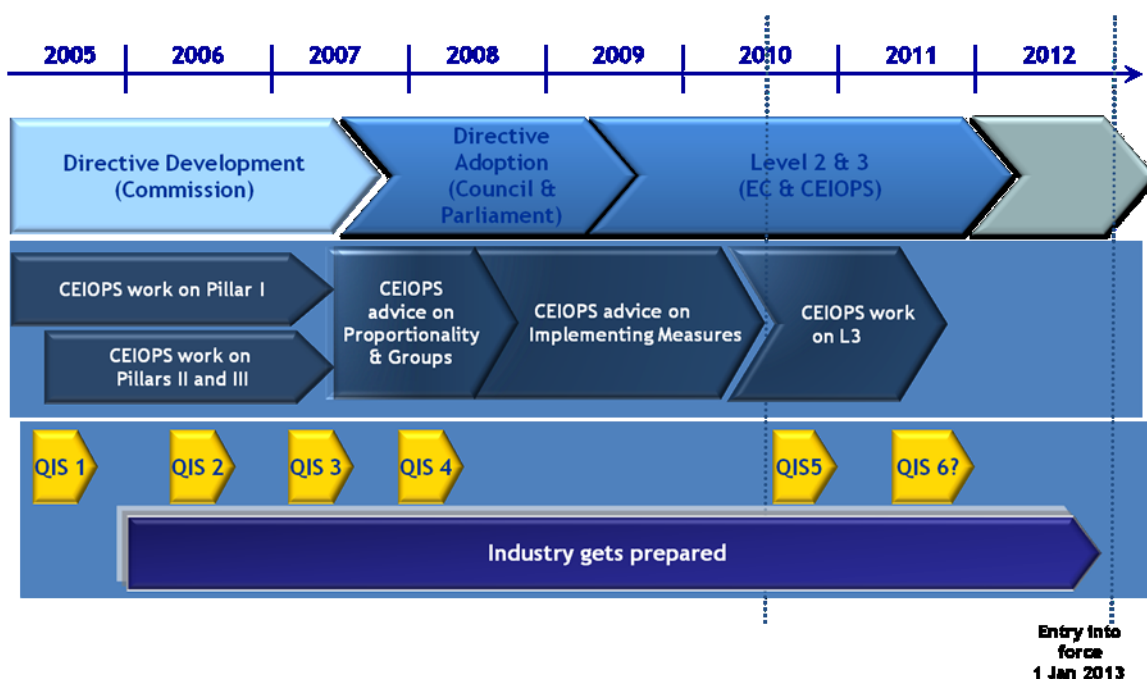 2005 2006 2007 2008 2009 2010 2011 2012
Directive Development
(Commission)
Directive
Adoption
(Council &
Parliament)
Level 2 & 3
(EC & CEIOPS)
CEIOPS work on Pillar I
CEIOPS work on
Pillars II and III
CEIOPS
advice on
Proportionality
& Groups
CEIOPS advice on
Implementing Measures
CEIOPS work
on L3
QIS 1
QIS 2
QIS 3
QIS 4
QIS5
QIS 6?
Industry gets prepared
Entry into
force
1 Jan 2013